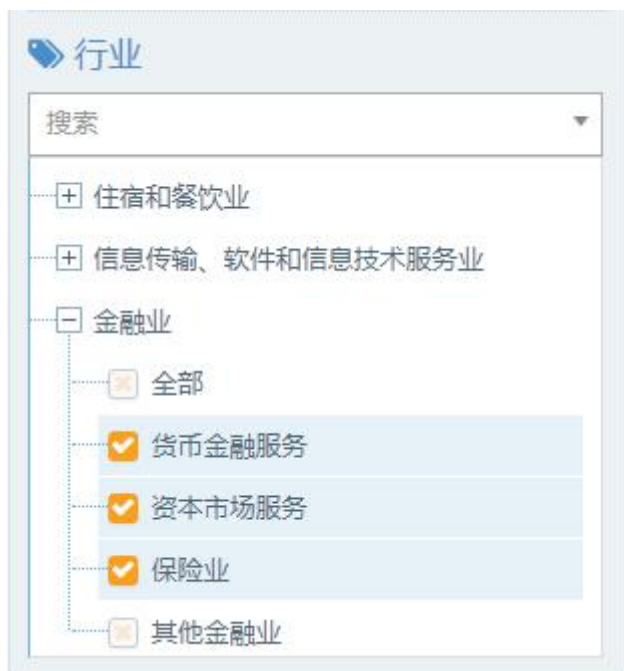 行业
搜索
住宿和餐饮业
信息传输、软件和信息技术服务业
金融业
全部
货币金融服务
资本市场服务
保险业
其他金融业